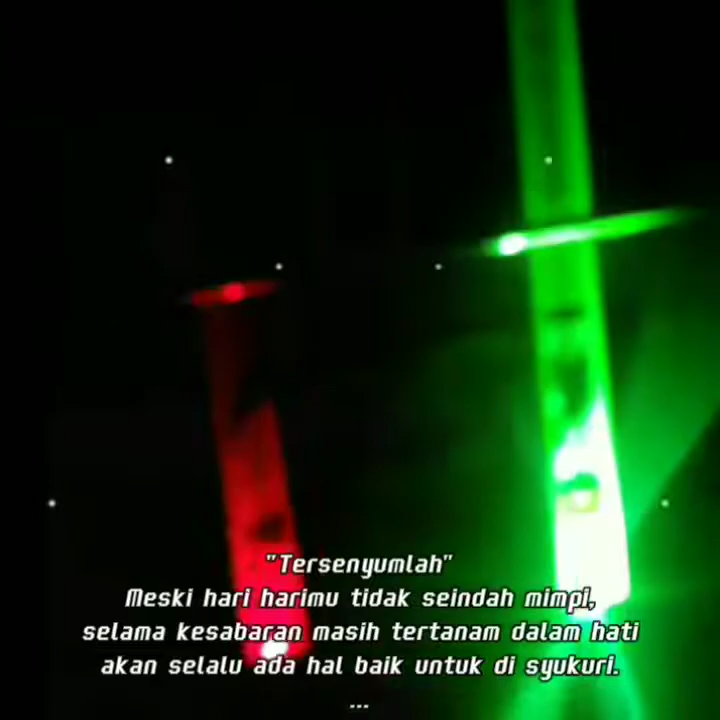 "Tersenyumlah"
Meski hari harimu tidak seindah mimpi,
selama kesabaran masih tertanam dalam hati
akan selalu ada hal baik untuk di syukuri.
...